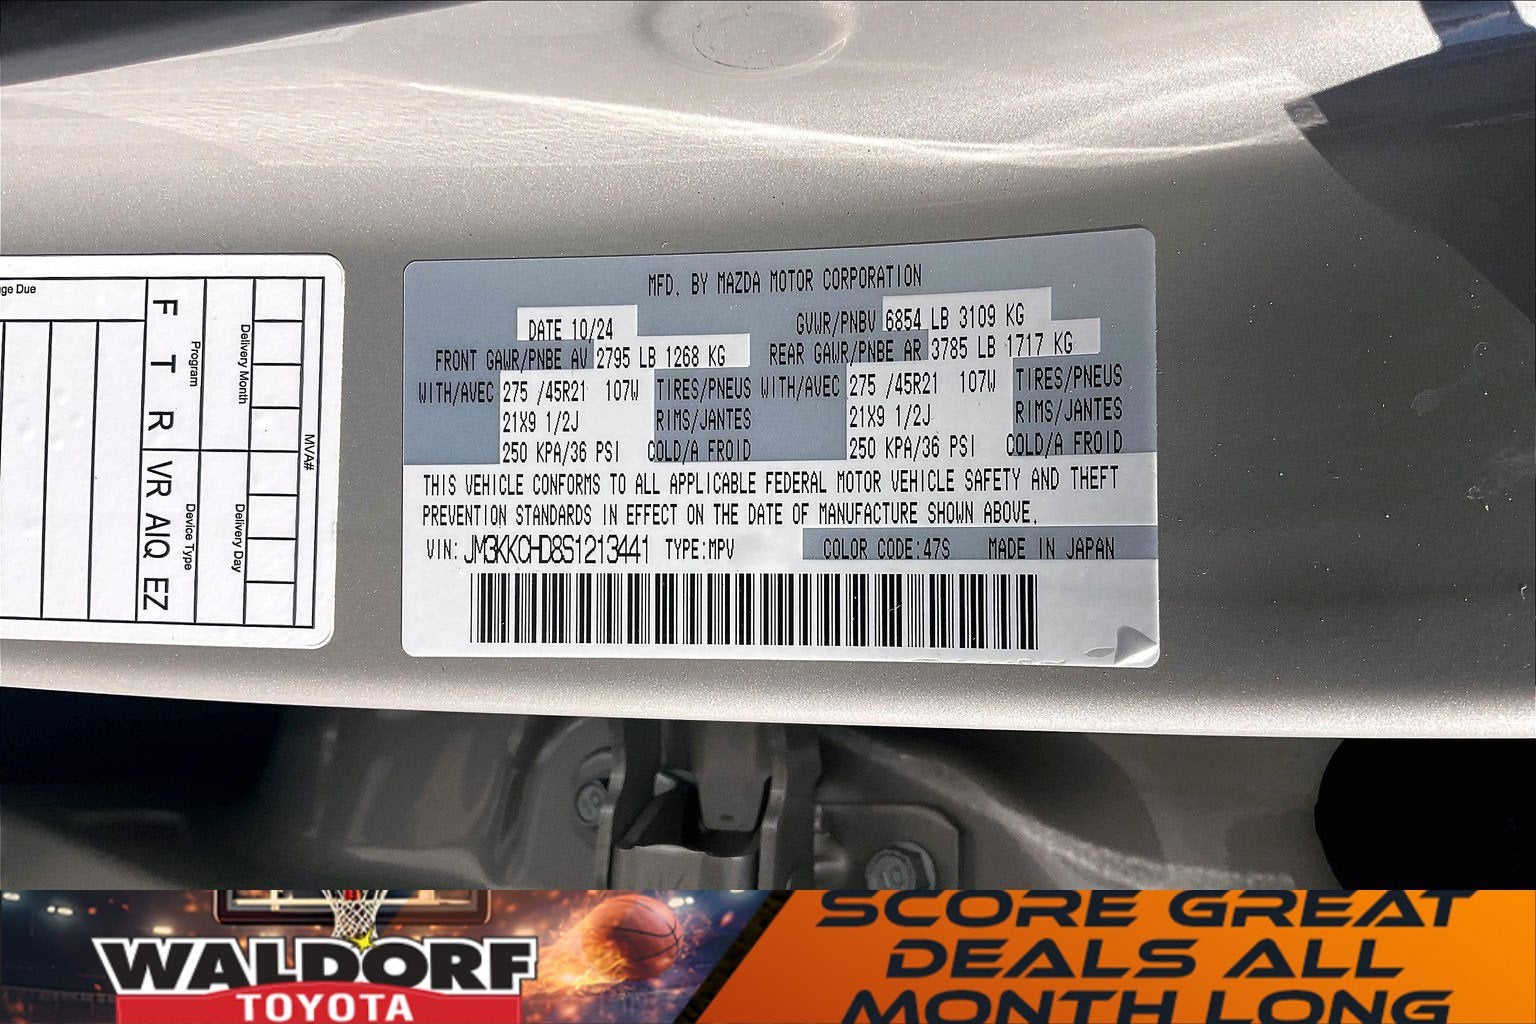 ge Due
F T R VR AIQ EZ
Program
Device Type
Delivery Month
Delivery Day
MVA#
MFD. BY MAZDA MOTOR CORPORATION
DATE 10/24
GVWR/PNBV 6854 LB 3109 KG
FRONT GAWR/PNBE AV 2795 LB 1268 KG REAR GAWR/PNBE AR 3785 LB 1717 KG
WITH/AVEC 275 /45R21 107W TIRES/PNEUS WITH/AVEC 275 /45R21 107W TIRES/PNEUS
21X9 1/2J RIMS/JANTES 21X9 1/2J RIMS/JANTES
250 KPA/36 PSI COLD/A FROID 250 KPA/36 PSI COLD/A FROID
THIS VEHICLE CONFORMS TO ALL APPLICABLE FEDERAL MOTOR VEHICLE SAFETY AND THEFT
PREVENTION STANDARDS IN EFFECT ON THE DATE OF MANUFACTURE SHOWN ABOVE.
VIN: JM3KKCHD8S1213441 TYPE:MPV COLOR CODE:47S MADE IN JAPAN
WALDORF
TOYOTA
SCORE GREAT
DEALS ALL
MONTH LONG